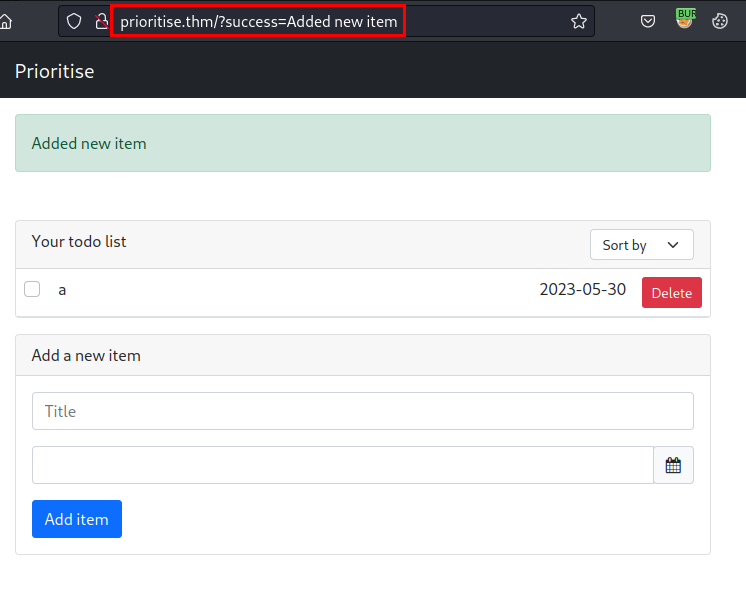 prioritise.thm/?success=Added new item
BUR
Prioritise
Added new item
Your todo list
Sort by
a
2023-05-30
Delete
Add a new item
Title
Add item